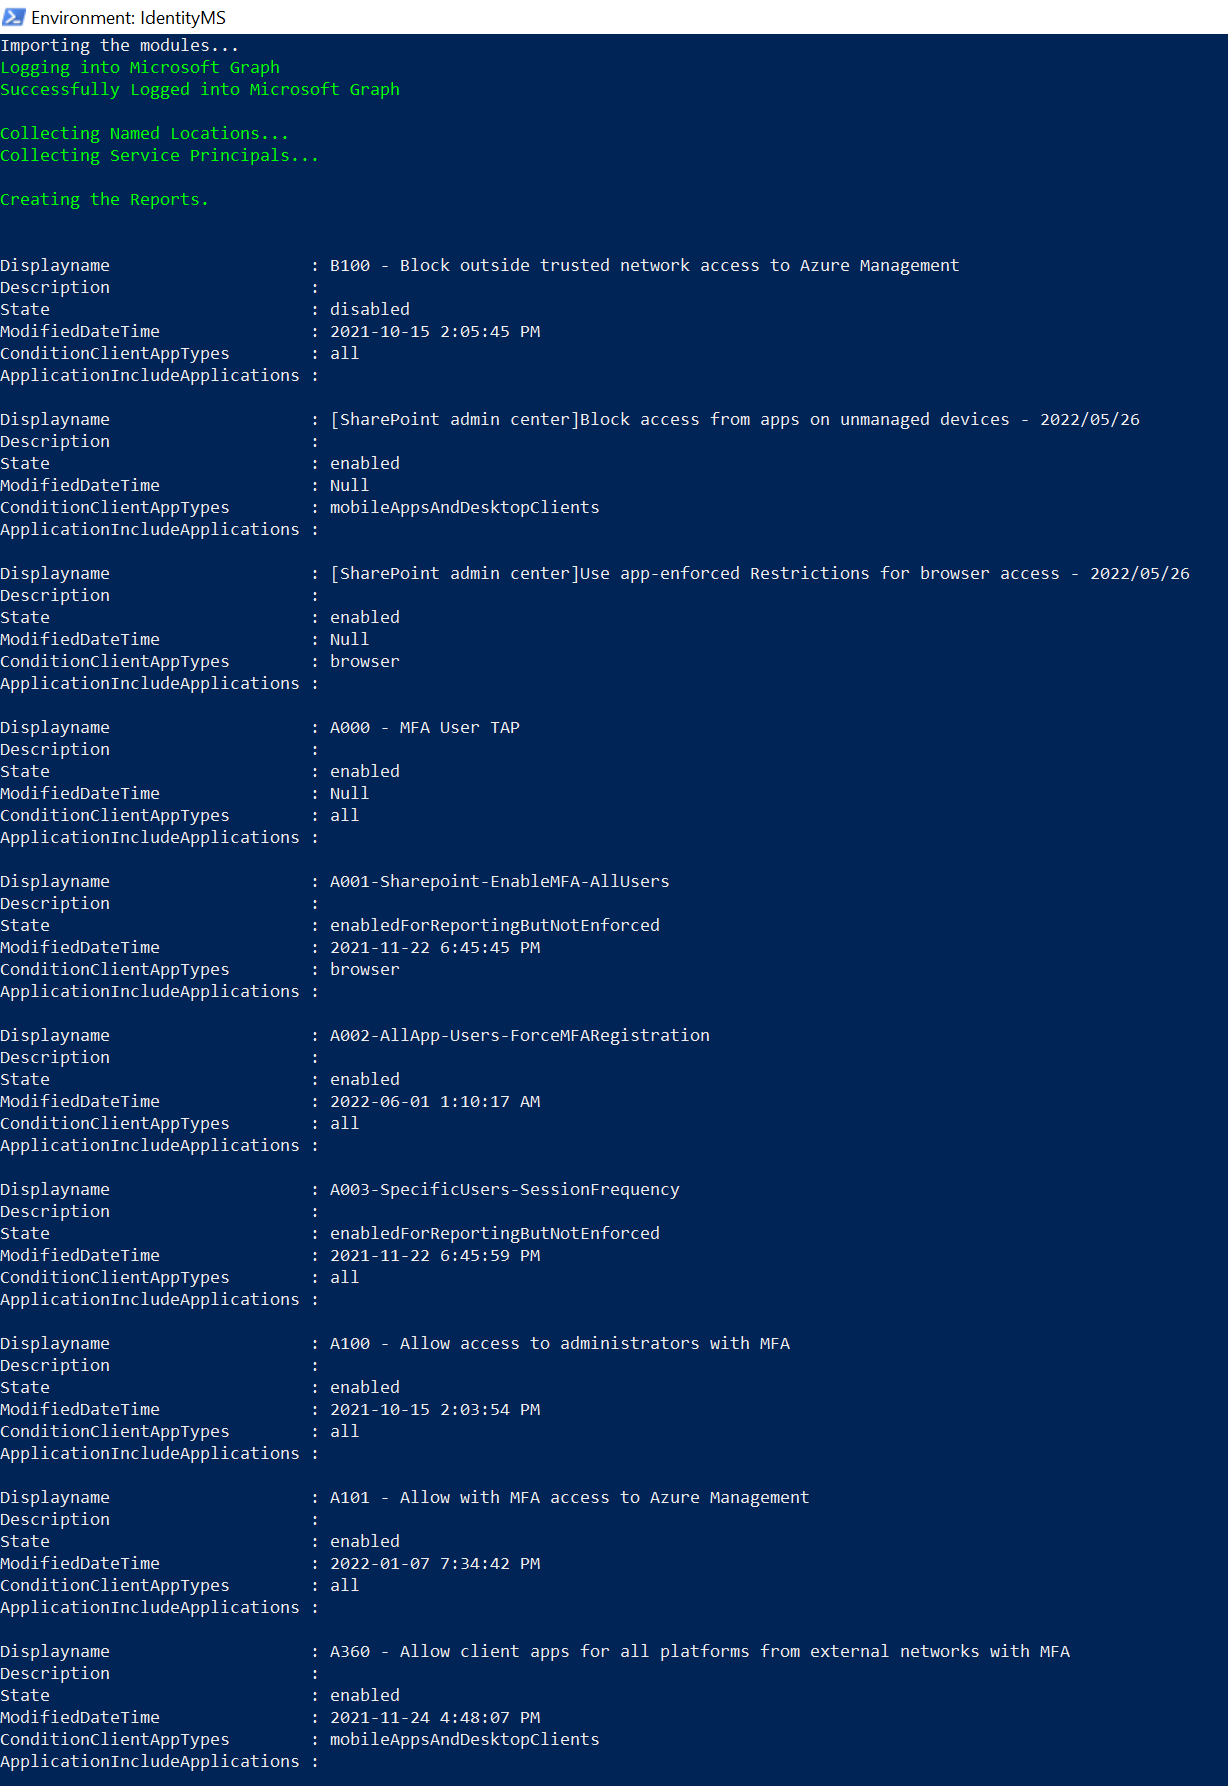 Environment: IdentityMS
Importing the modules...
Logging into Microsoft Graph
Successfully Logged into Microsoft Graph
Collecting Named Locations...
Collecting Service Principals...
Creating the Reports.
Displayname : B100 - Block outside trusted network access to Azure Management
Description :
State : disabled
ModifiedDateTime : 2021-10-15 2:05:45 PM
ConditionClientAppTypes : all
ApplicationIncludeApplications :
Displayname : [SharePoint admin center]Block access from apps on unmanaged devices - 2022/05/26
Description :
State : enabled
ModifiedDateTime : Null
ConditionClientAppTypes : mobileAppsAndDesktopClients
ApplicationIncludeApplications :
Displayname : [SharePoint admin center]Use app-enforced Restrictions for browser access - 2022/05/26
Description :
State : enabled
ModifiedDateTime : Null
ConditionClientAppTypes : browser
ApplicationIncludeApplications :
Displayname : A000 - MFA User TAP
Description :
State : enabled
ModifiedDateTime : Null
ConditionClientAppTypes : all
ApplicationIncludeApplications :
Displayname : A001-Sharepoint-EnableMFA-AllUsers
Description :
State : enabledForReportingButNotEnforced
ModifiedDateTime : 2021-11-22 6:45:45 PM
ConditionClientAppTypes : browser
ApplicationIncludeApplications :
Displayname : A002-AllApp-Users-ForceMFARegistration
Description :
State : enabled
ModifiedDateTime : 2022-06-01 1:10:17 AM
ConditionClientAppTypes : all
ApplicationIncludeApplications :
Displayname : A003-SpecificUsers-SessionFrequency
Description :
State : enabledForReportingButNotEnforced
ModifiedDateTime : 2021-11-22 6:45:59 PM
ConditionClientAppTypes : all
ApplicationIncludeApplications :
Displayname : A100 - Allow access to administrators with MFA
Description :
State : enabled
ModifiedDateTime : 2021-10-15 2:03:54 PM
ConditionClientAppTypes : all
ApplicationIncludeApplications :
Displayname : A101 - Allow with MFA access to Azure Management
Description :
State : enabled
ModifiedDateTime : 2022-01-07 7:34:42 PM
ConditionClientAppTypes : all
ApplicationIncludeApplications :
Displayname : A360 - Allow client apps for all platforms from external networks with MFA
Description :
State : enabled
ModifiedDateTime : 2021-11-24 4:48:07 PM
ConditionClientAppTypes : mobileAppsAndDesktopClients
ApplicationIncludeApplications :